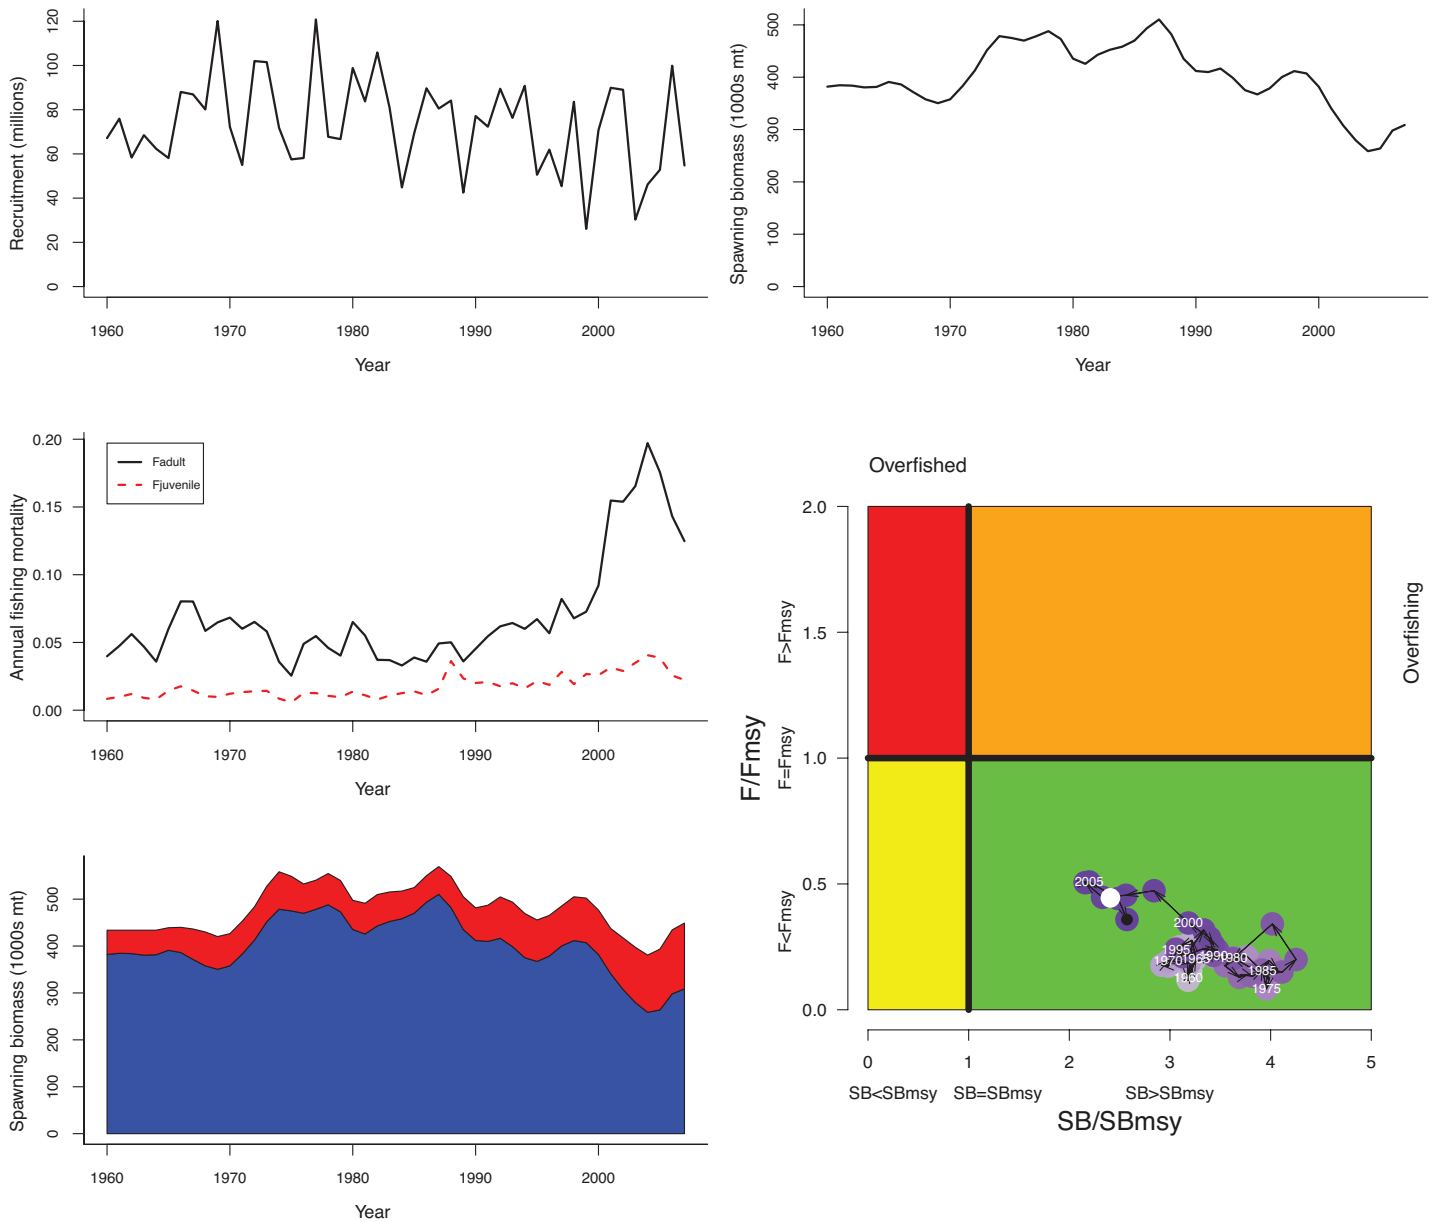 Recruitment (millions)
120
100
80
60
40
20
0
1960 1970 1980 1990 2000
Year
Spawning biomass (1000s mt)
500
400
300
200
100
0
1960 1970 1980 1990 2000
Year
Annual fishing mortality
0.20
0.15
0.10
0.05
0.00
Fadult
Fjuvenile
1960 1970 1980 1990 2000
Year
Spawning biomass (1000s mt)
500
400
300
200
100
0
1960 1970 1980 1990 2000
Year
Overfished
Overfishing
F/Fmsy
F>Fmsy
F=Fmsy
F<Fmsy
2.0
1.5
1.0
0.5
0.0
2005
2000
1995
1990
1970 1965 1980
1985
1960
1975
0 1 2 3 4 5
SB<SBmsy SB=SBmsy SB>SBmsy
SB/SBmsy